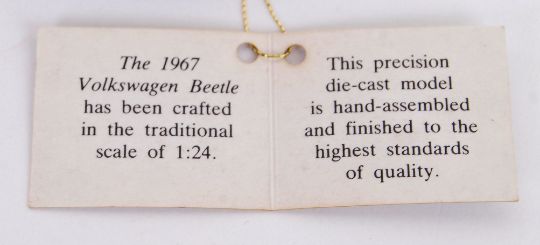 The 1967
Volkswagen Beetle
has been crafted
in the traditional
scale of 1:24.
This precision
die-cast model
is hand-assembled
and finished to the
highest standards
of quality.